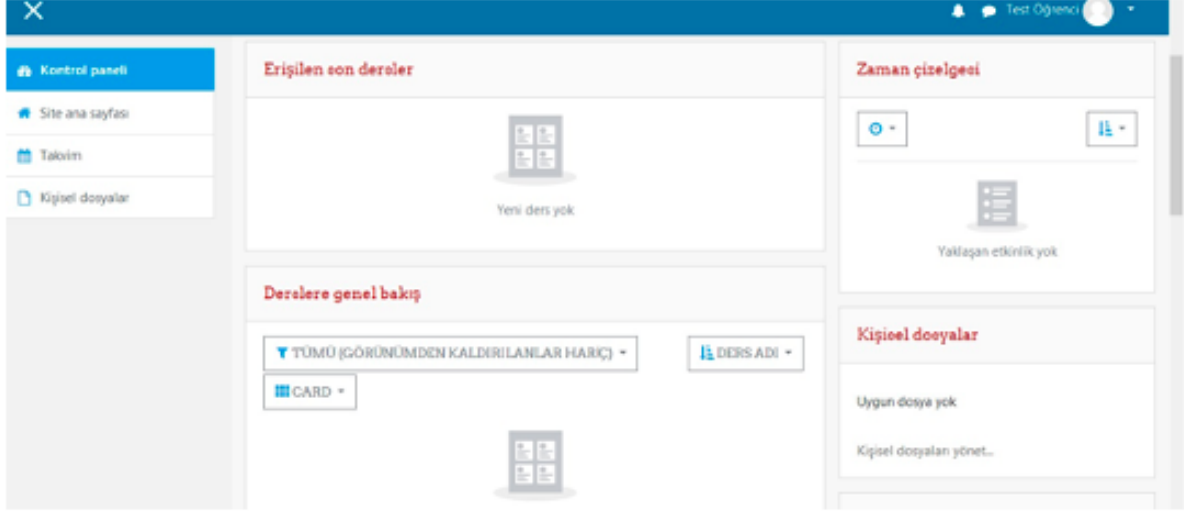 Test Öğrenci
Kontrol paneli
Site ana sayfası
Takvim
Kişisel dosyalar
Erişilen son dersler
Yeni ders yok
Derslere genel bakış
TÜMÜ (GÖRÜNÜMDEN KALDIRILANLAR HARİÇ)
DERS ADI
CARD
Zaman çizelgesi
Yaklaşan etkinlik yok
Kişisel dosyalar
Uygun dosya yok
Kişisel dosyaları yönet...